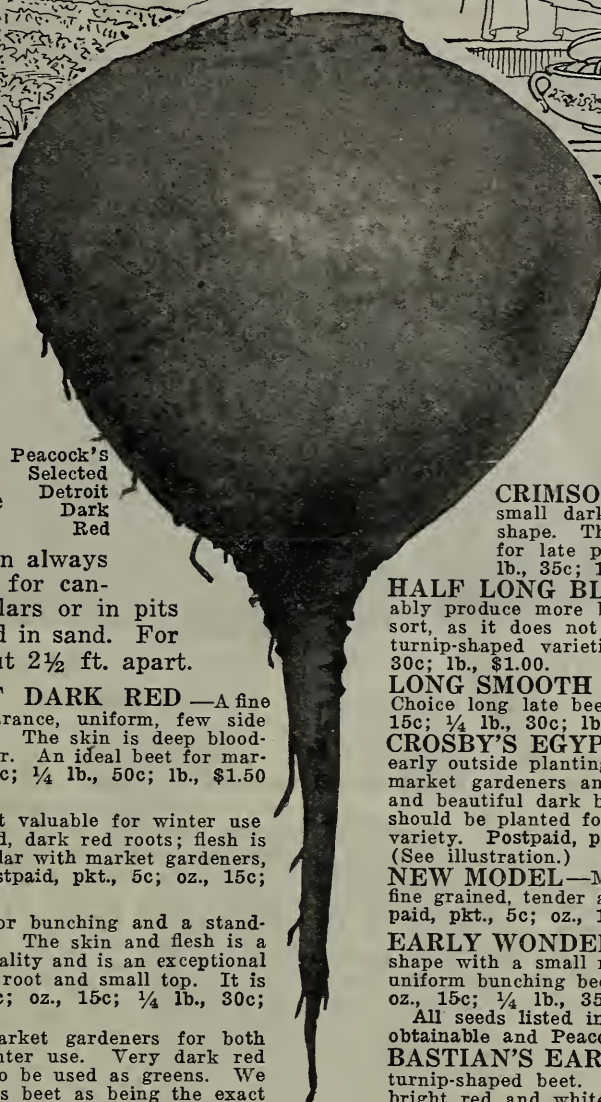 Peacock's
Selected
Detroit
Dark
Red
n always
for can-
lars or in pits
d in sand. For
ut 2½ ft. apart.
DARK RED—A fine
rance, uniform, few side
The skin is deep blood-
r. An ideal beet for mar-
c; ¼ lb., 50c; lb., $1.50
t valuable for winter use
d, dark red roots; flesh is
lar with market gardeners,
stpaid, pkt., 5c; oz., 15c;
or bunching and a stand-
The skin and flesh is a
ality and is an exceptional
root and small top. It is
c; oz., 15c; ¼ lb., 30c;
arket gardeners for both
nter use. Very dark red
o be used as greens. We
s beet as being the exact
CRIMSO
small dark
shape. Th
for late p
lb., 35c; 1
HALF LONG BL
ably produce more b
sort, as it does not
turnip-shaped varieti
30c; lb., $1.00.
LONG SMOOTH
Choice long late bee
15c; ¼ lb., 30c; lb
CROSBY'S EGYP
early outside planting
market gardeners an
and beautiful dark b
should be planted fo
variety. Postpaid, p
(See illustration.)
NEW MODEL—M
fine grained, tender a
paid, pkt., 5c; oz., 1
EARLY WONDE
shape with a small r
uniform bunching bee
oz., 15c; ¼ lb., 35
All seeds listed in
obtainable and Peac
BASTIAN'S EAR
turnip-shaped beet.
bright red and white